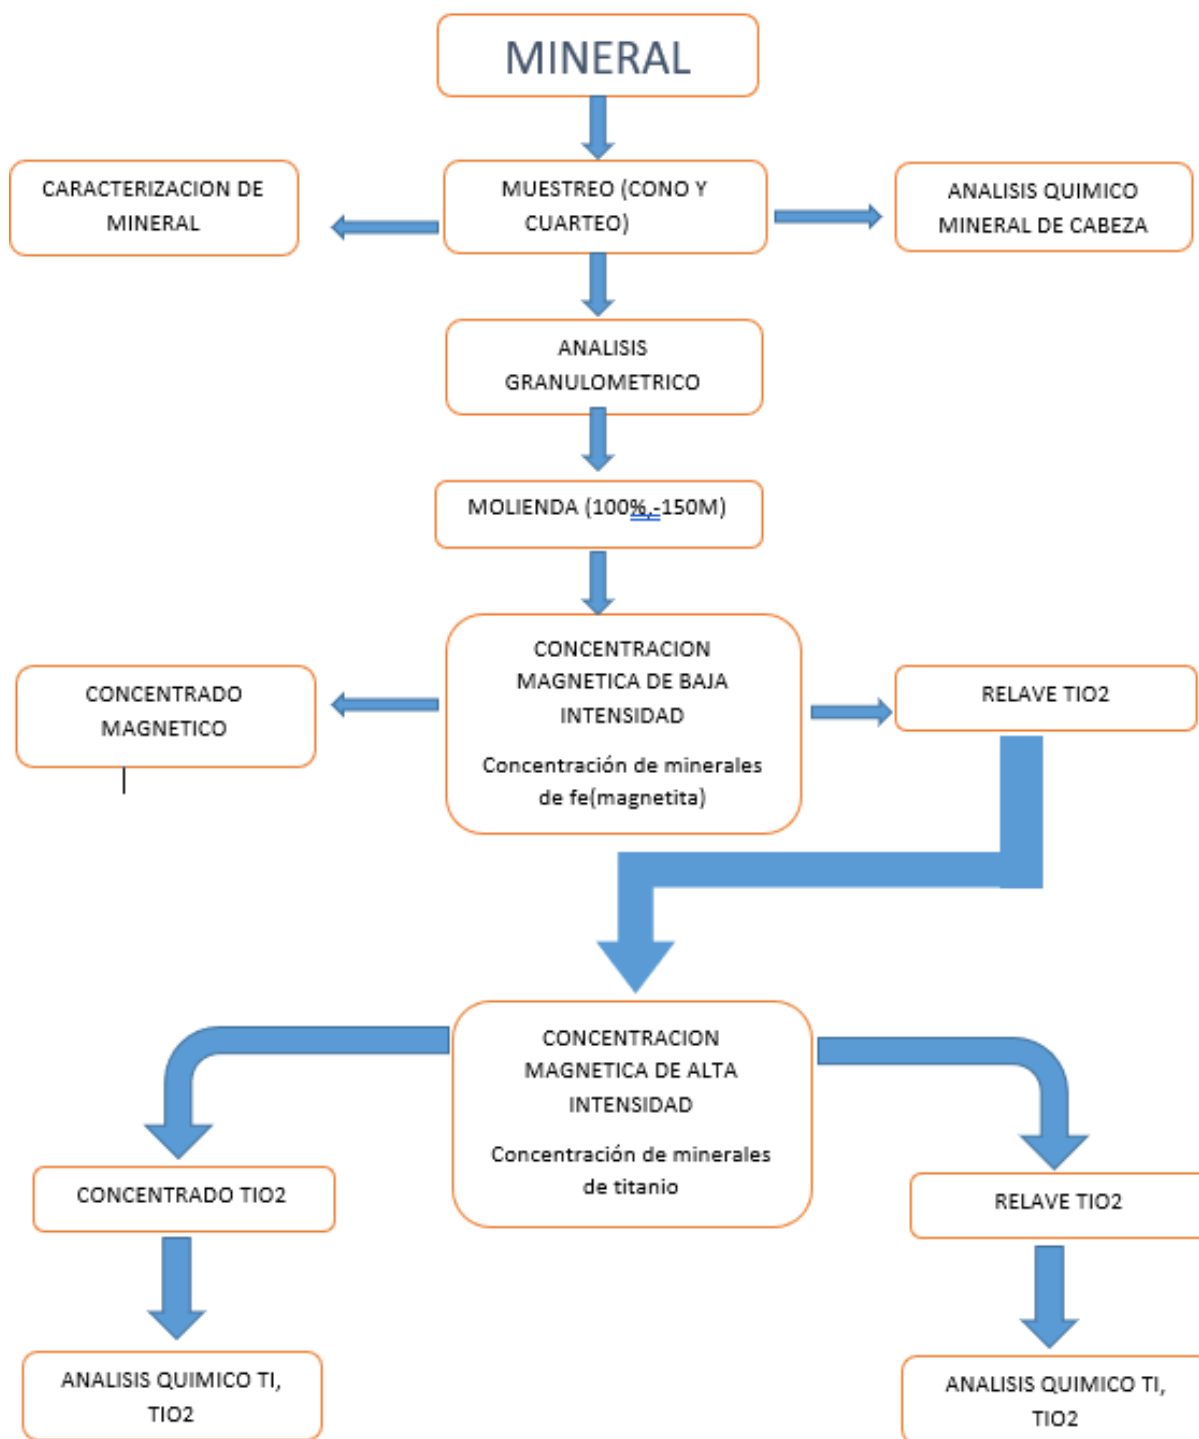 MINERAL
CARACTERIZACION DE
MINERAL
MUESTREO (CONO Y
CUARTEO)
ANALISIS QUIMICO
MINERAL DE CABEZA
ANALISIS
GRANULOMETRICO
MOLIENDA (100%,-150M)
CONCENTRACION
MAGNETICA DE BAJA
INTENSIDAD
Concentración de minerales
de fe(magnetita)
CONCENTRADO
MAGNETICO
RELAVE TIO2
CONCENTRACION
MAGNETICA DE ALTA
INTENSIDAD
Concentración de minerales
de titanio
CONCENTRADO TIO2
RELAVE TIO2
ANALISIS QUIMICO TI,
TIO2
ANALISIS QUIMICO TI,
TIO2